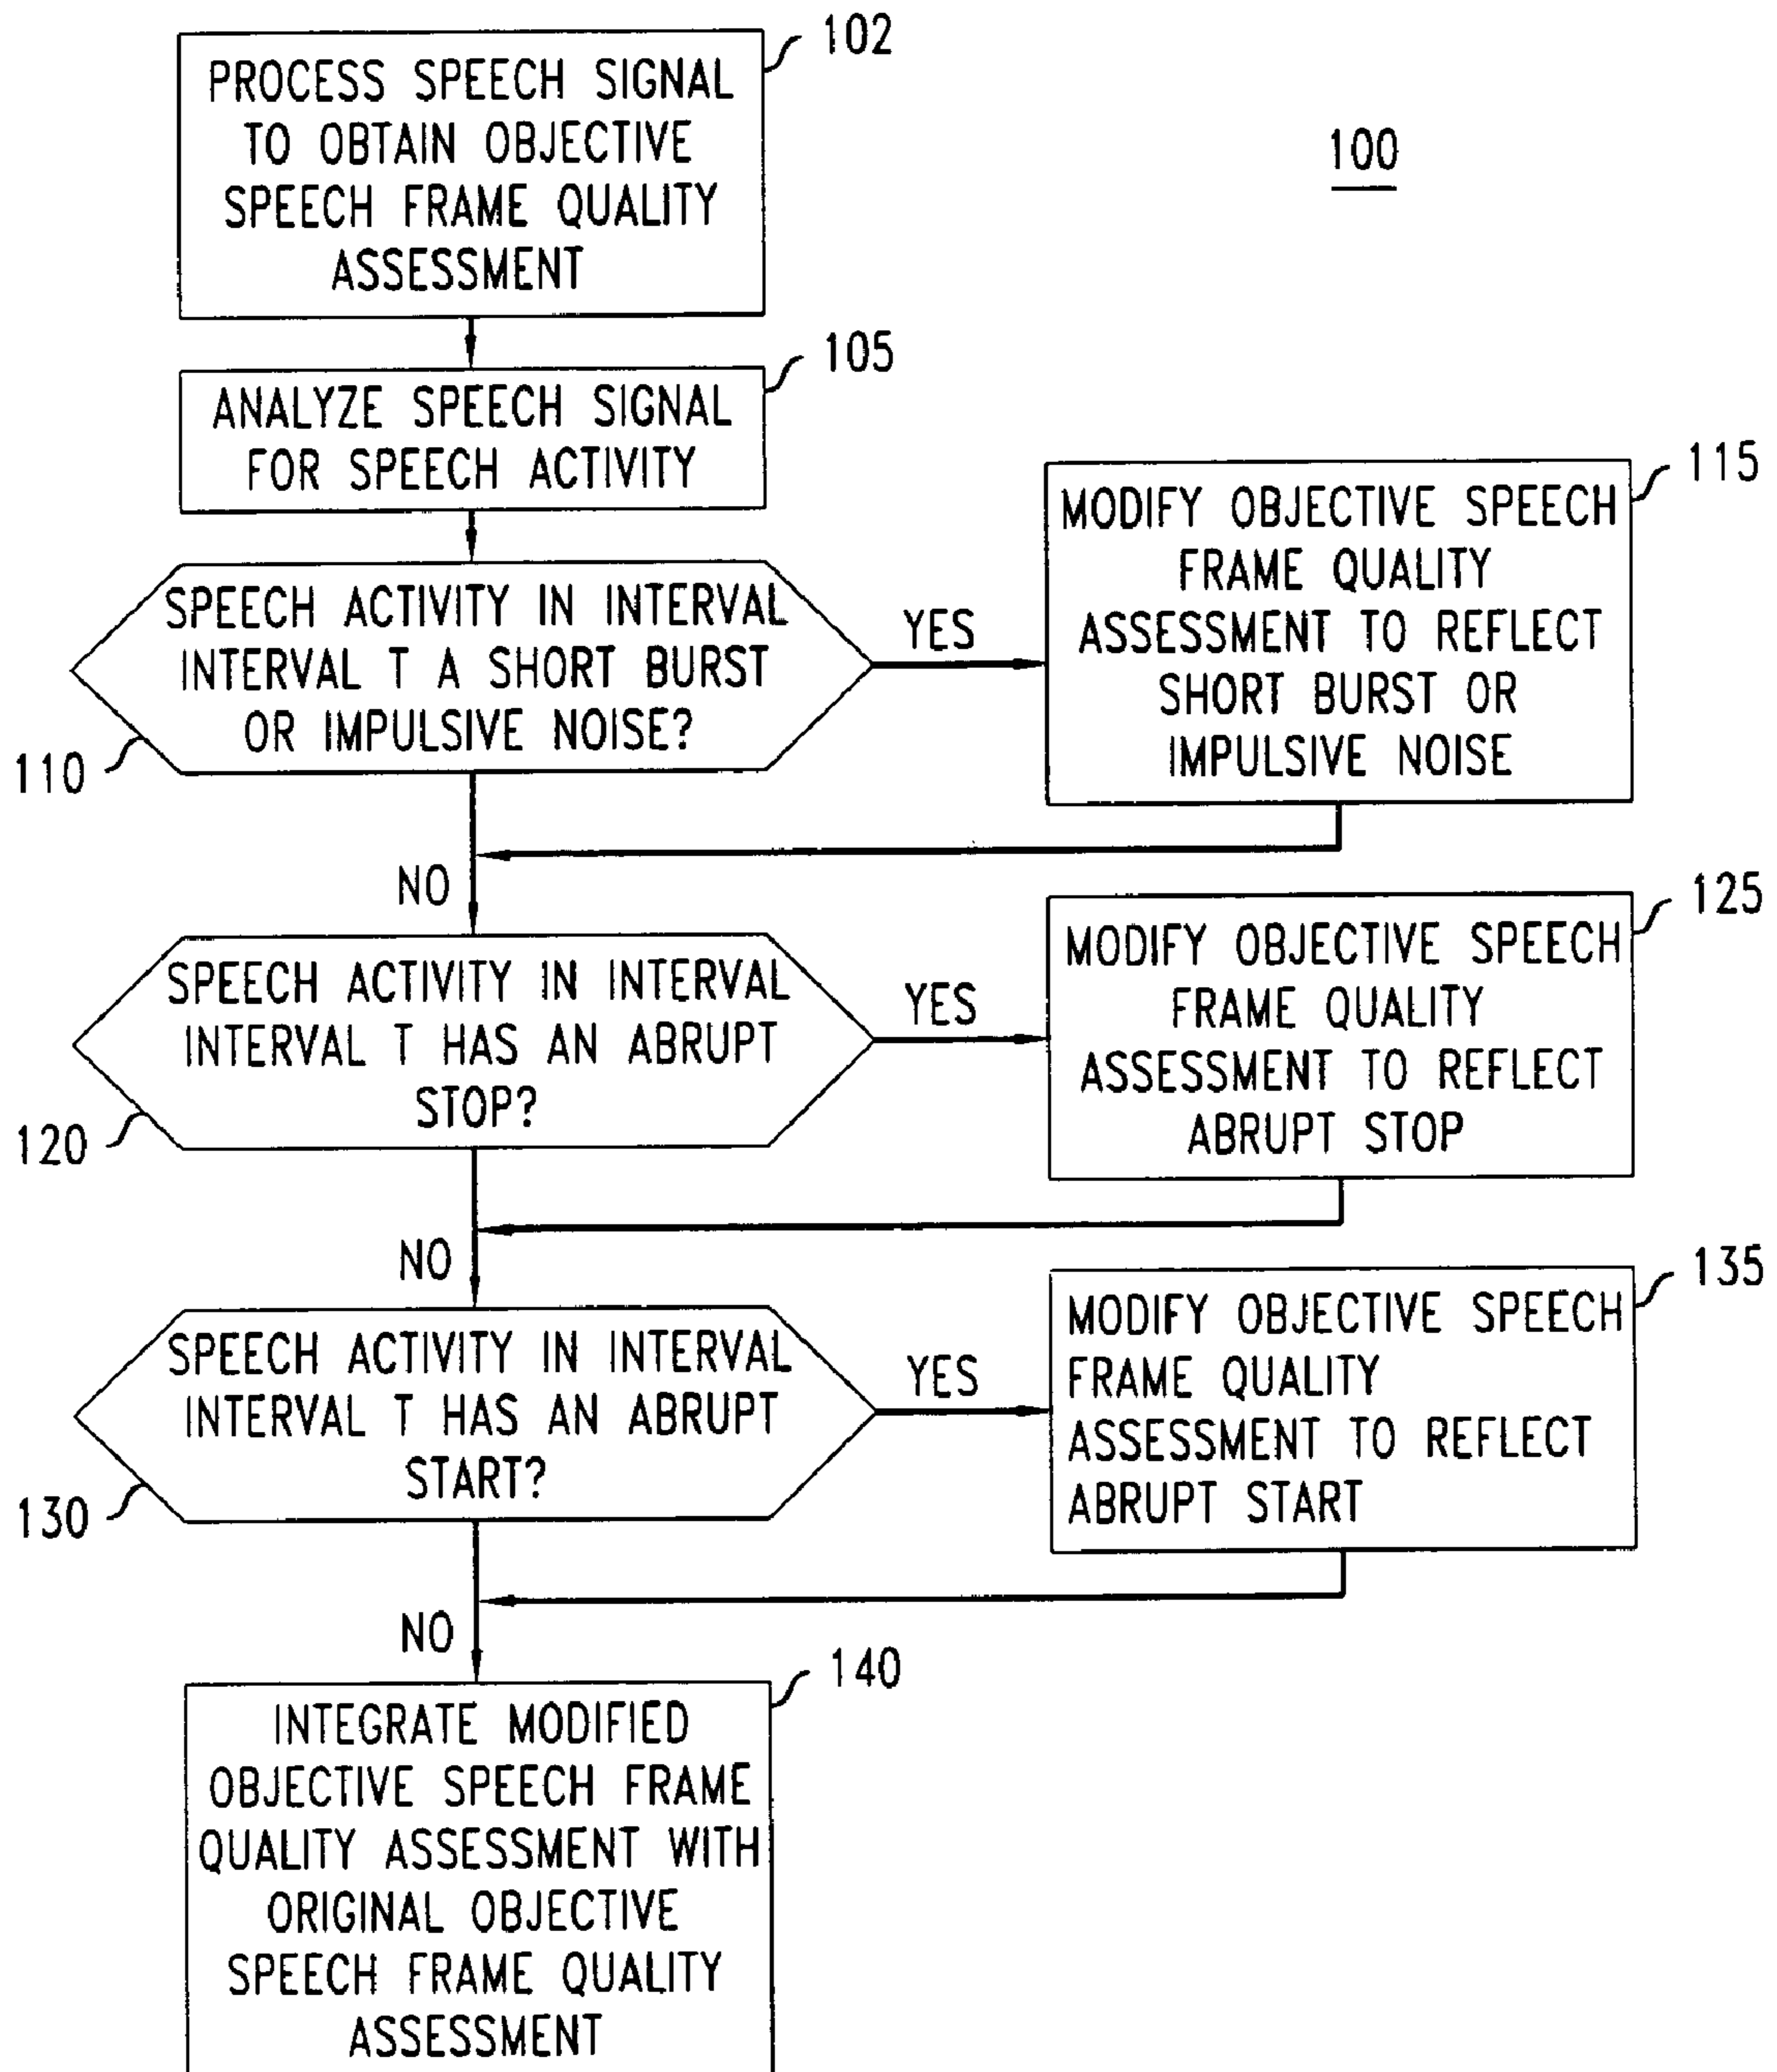 102
PROCESS SPEECH SIGNAL
TO OBTAIN OBJECTIVE
SPEECH FRAME QUALITY
ASSESSMENT
100
105
ANALYZE SPEECH SIGNAL
FOR SPEECH ACTIVITY
SPEECH ACTIVITY IN INTERVAL
INTERVAL T A SHORT BURST
OR IMPULSIVE NOISE?
110
YES
115
MODIFY OBJECTIVE SPEECH
FRAME QUALITY
ASSESSMENT TO REFLECT
SHORT BURST OR
IMPULSIVE NOISE
NO
SPEECH ACTIVITY IN INTERVAL
INTERVAL T HAS AN ABRUPT
STOP?
120
YES
125
MODIFY OBJECTIVE SPEECH
FRAME QUALITY
ASSESSMENT TO REFLECT
ABRUPT STOP
NO
SPEECH ACTIVITY IN INTERVAL
INTERVAL T HAS AN ABRUPT
START?
130
YES
135
MODIFY OBJECTIVE SPEECH
FRAME QUALITY
ASSESSMENT TO REFLECT
ABRUPT START
NO
140
INTEGRATE MODIFIED
OBJECTIVE SPEECH FRAME
QUALITY ASSESSMENT WITH
ORIGINAL OBJECTIVE
SPEECH FRAME QUALITY
ASSESSMENT